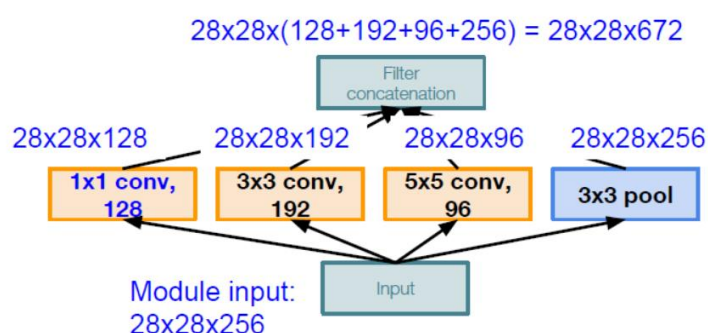 28x28x(128+192+96+256) = 28x28x672
Filter
concatenation
28x28x128
28x28x192
28x28x96
28x28x256
1x1 conv,
128
3x3 conv,
192
5x5 conv,
96
3x3 pool
Module input:
28x28x256
Input